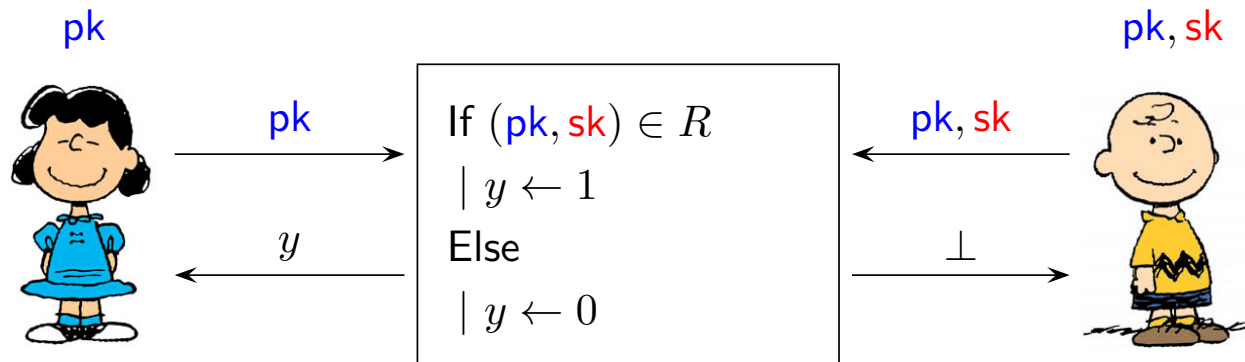 pk
pk, sk
pk
If (pk, sk) ∈ R
| y ← 1
Else
| y ← 0
pk, sk
y
⊥